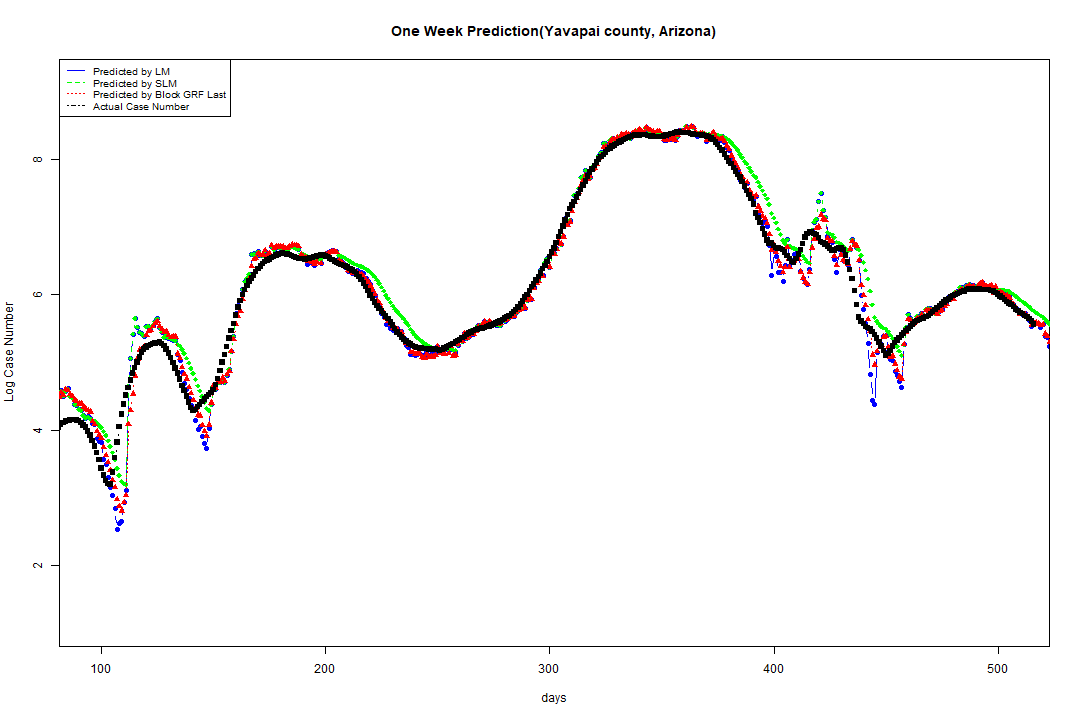 One Week Prediction(Yavapai county, Arizona)
Predicted by LM
Predicted by SLM
Predicted by Block GRF Last
Actual Case Number
Log Case Number
8
6
4
2
100 200 300 400 500
days